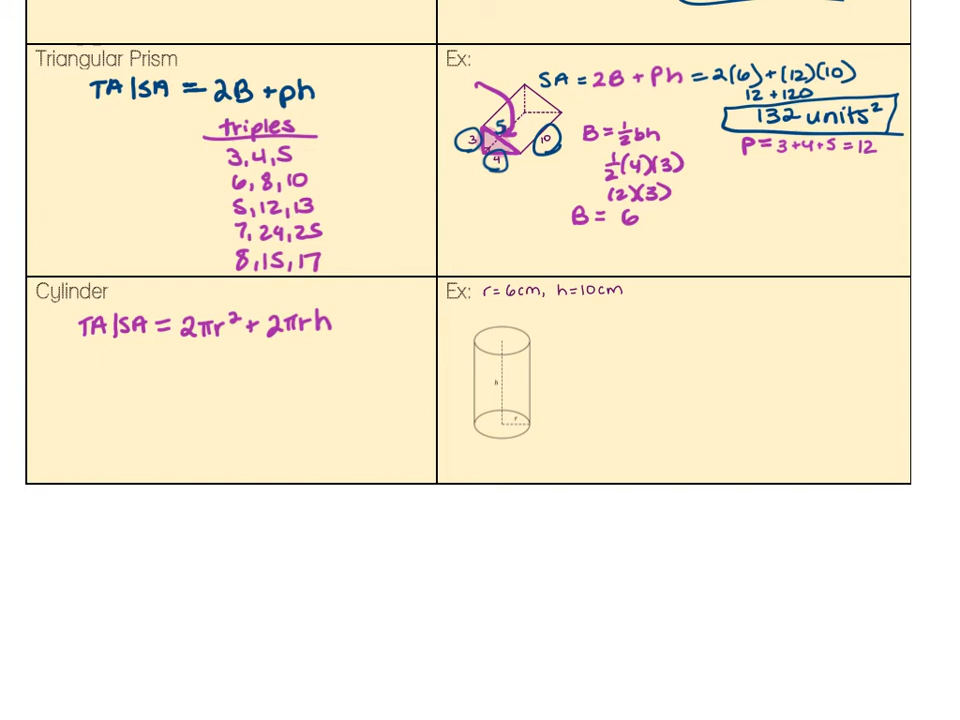 Triangular Prism
TA/SA = 2B + ph
triples
3, 4, 5
6, 8, 10
5, 12, 13
7, 24, 25
8, 15, 17
Ex:
SA = 2B + Ph = 2(6) + (12)(10)
12 + 120
132 units²
P = 3+4+5 = 12
B = ½bh
½(4)(3)
(2)(3)
B = 6
5
3
4
10
Cylinder
TA/SA = 2πr² + 2πrh
Ex: r = 6cm, h = 10cm
h
r